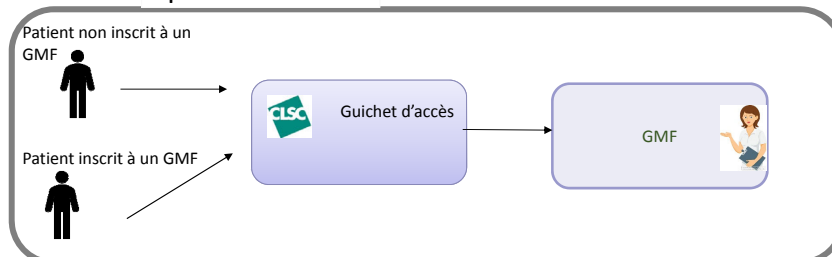 Patient non inscrit à un
GMF
CLSC
Guichet d'accès
GMF
Patient inscrit à un GMF